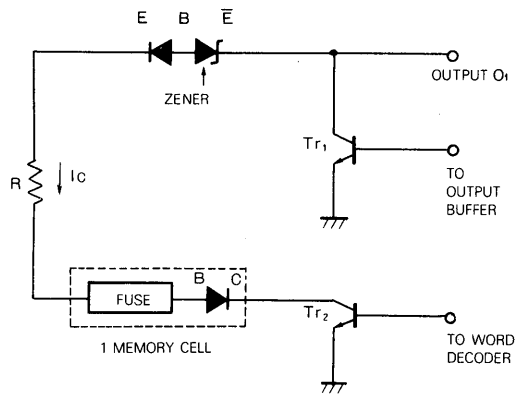 E B E̅
ZENER
OUTPUT O₁
Tr₁
TO
OUTPUT
BUFFER
R
Ic
B C
FUSE
1 MEMORY CELL
Tr₂
TO WORD
DECODER